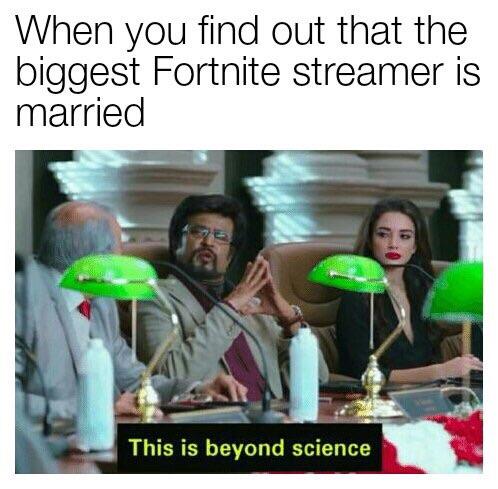 When you find out that the
biggest Fortnite streamer is
married
This is beyond science